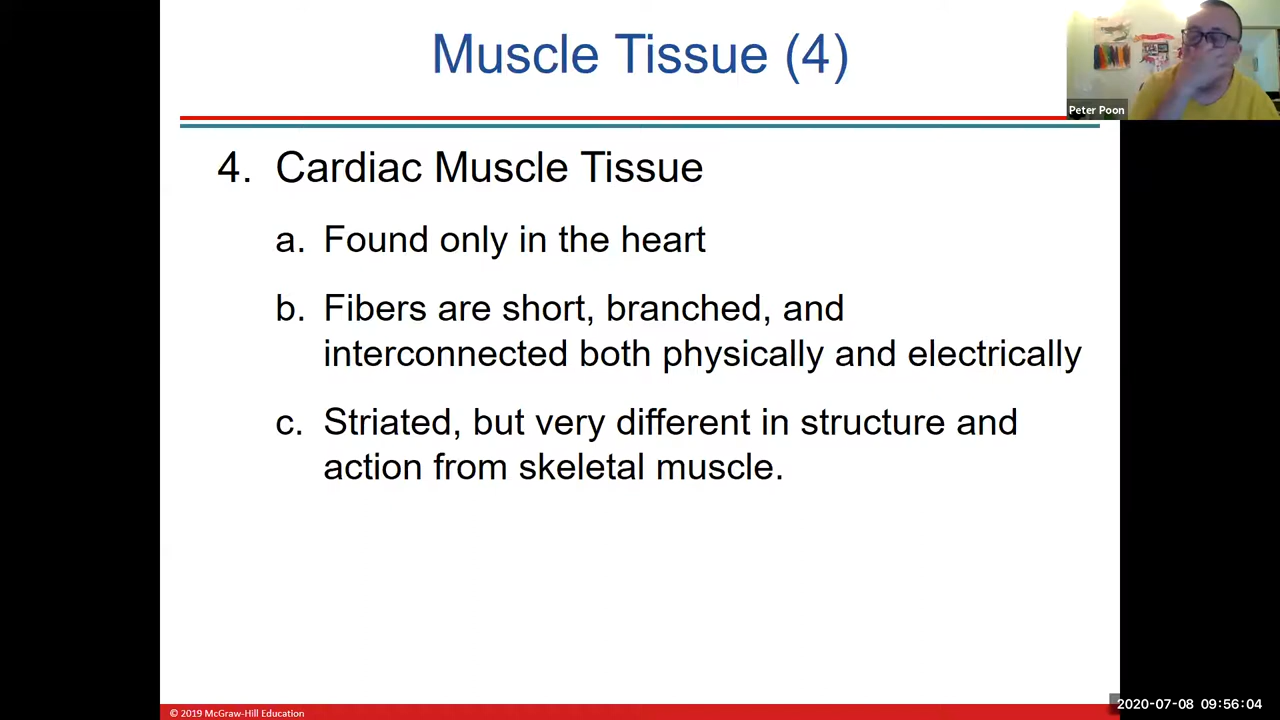 Muscle Tissue (4)
Peter Poon
4. Cardiac Muscle Tissue
a. Found only in the heart
b. Fibers are short, branched, and
interconnected both physically and electrically
c. Striated, but very different in structure and
action from skeletal muscle.
© 2019 McGraw-Hill Education
2020-07-08 09:56:04